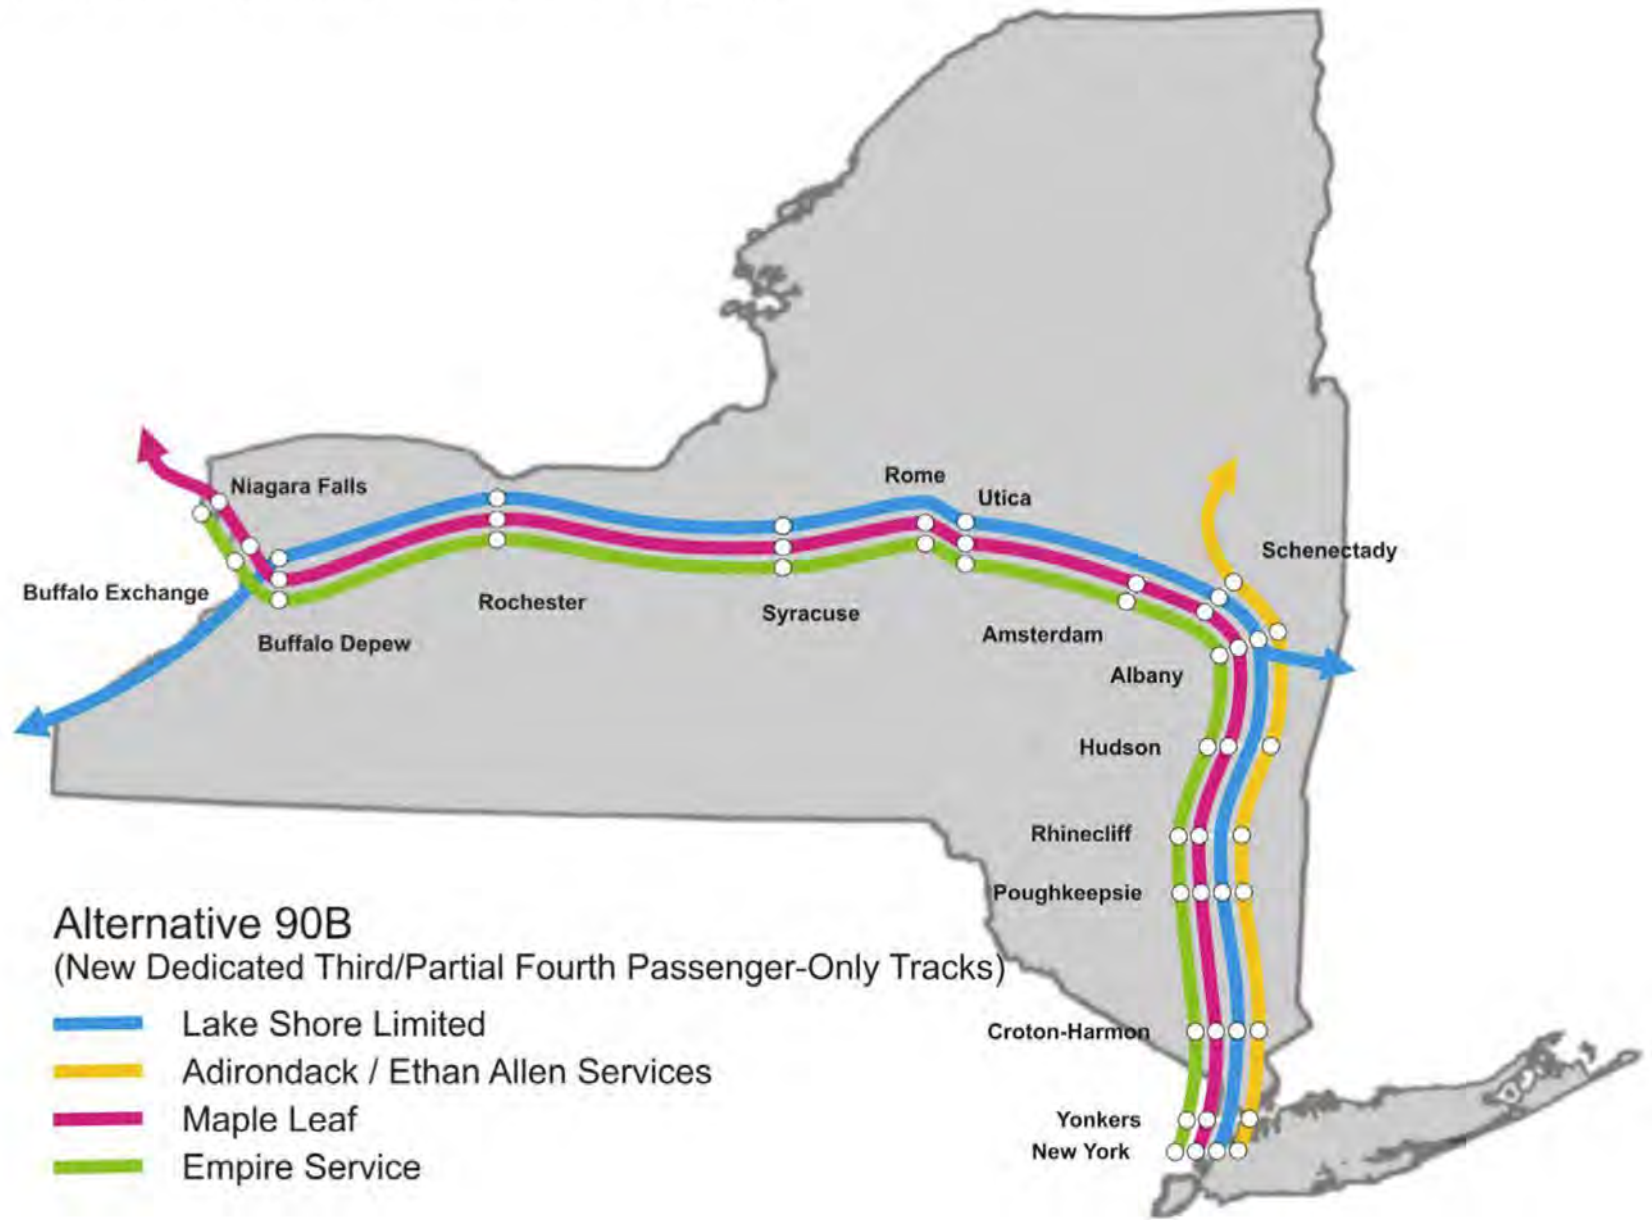 Niagara Falls
Buffalo Exchange
Buffalo Depew
Rochester
Syracuse
Rome
Utica
Amsterdam
Schenectady
Albany
Hudson
Rhinecliff
Poughkeepsie
Croton-Harmon
Yonkers
New York
Alternative 90B
(New Dedicated Third/Partial Fourth Passenger-Only Tracks)
Lake Shore Limited
Adirondack / Ethan Allen Services
Maple Leaf
Empire Service